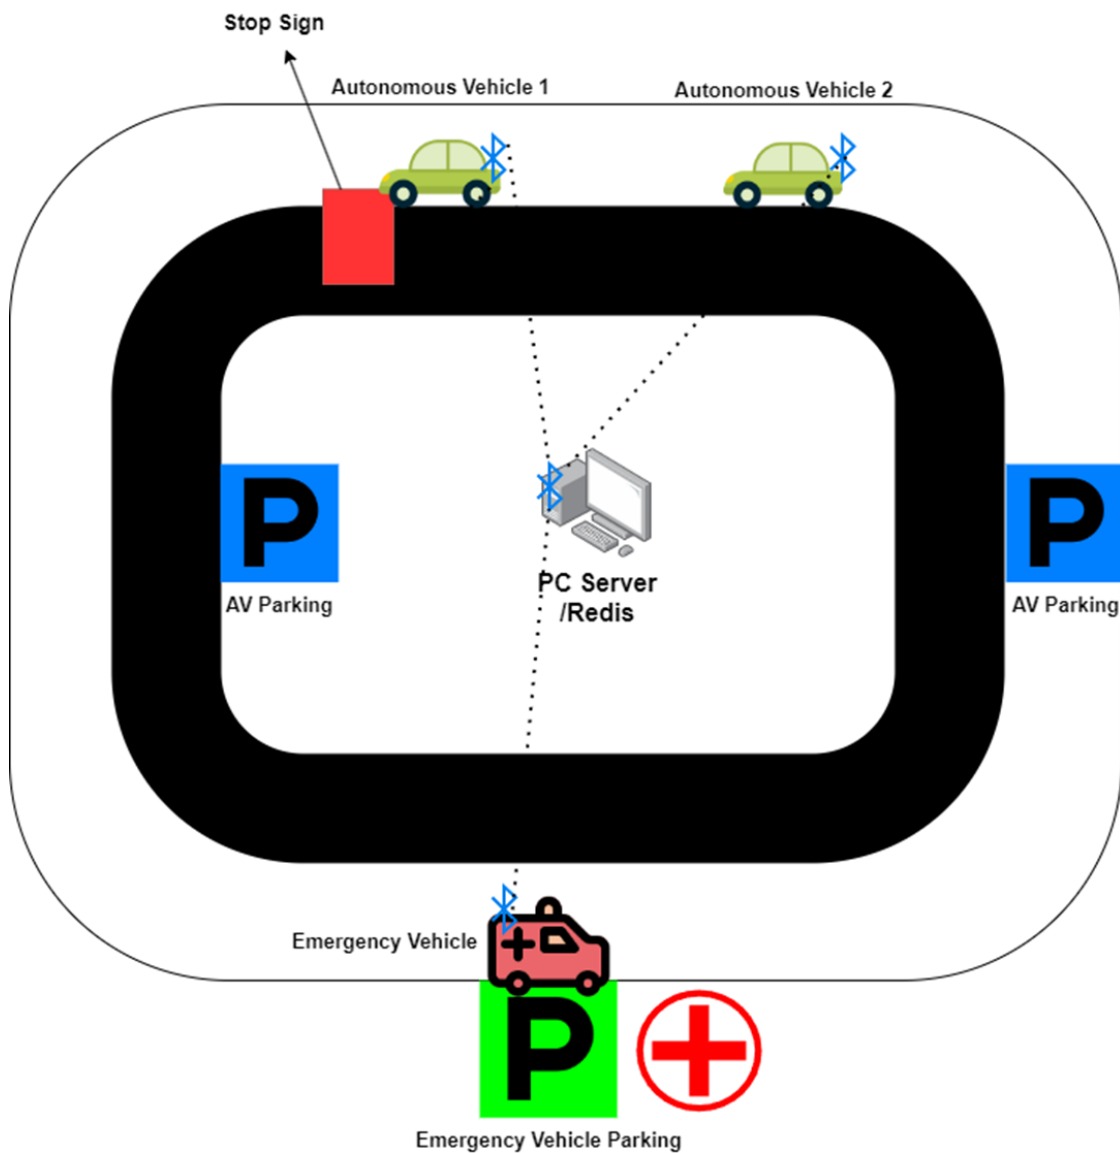 Stop Sign
Autonomous Vehicle 1
Autonomous Vehicle 2
P
P
AV Parking
AV Parking
PC Server
/Redis
Emergency Vehicle
P
Emergency Vehicle Parking